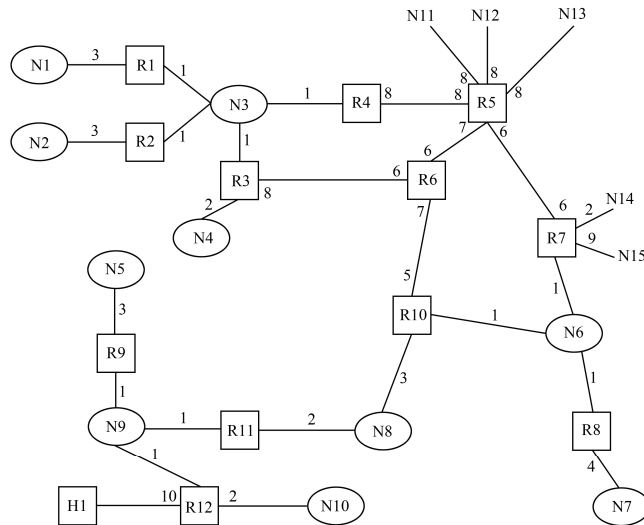 N11 N12 N13
N1 3 R1
1
8 8 8
N3 1 R4 8 8 R5
N2 3 R2 1
1
7 6
6
R3 8 6 R6
2
7
N4
6 2 N14
R7 9 N15
N5
1
3
5
R10 1 N6
R9
1
3
1
N9 1 R11 2 N8
R8
1
4
H1 10 R12 2 N10
N7